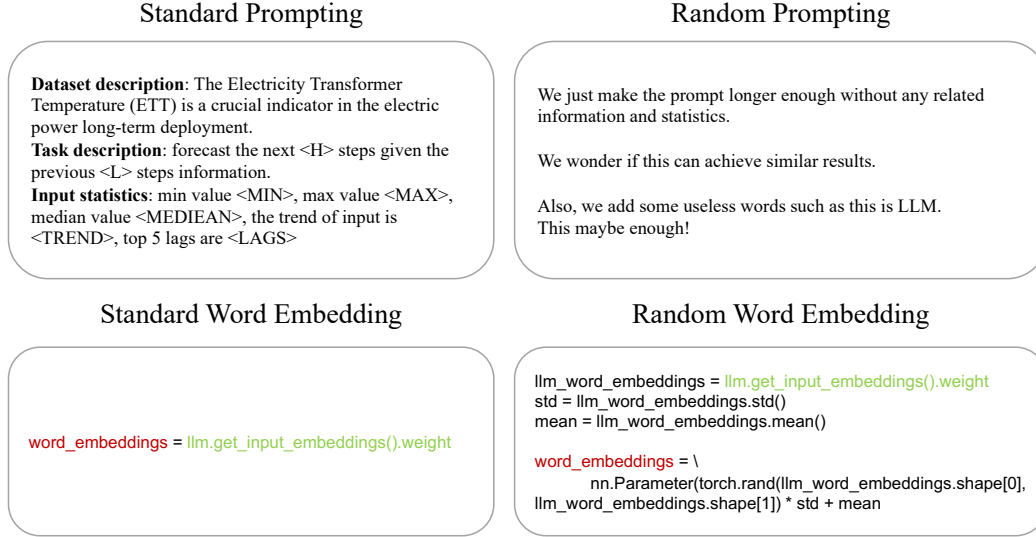 Standard Prompting
Dataset description: The Electricity Transformer
Temperature (ETT) is a crucial indicator in the electric
power long-term deployment.
Task description: forecast the next <H> steps given the
previous <L> steps information.
Input statistics: min value <MIN>, max value <MAX>,
median value <MEDIEAN>, the trend of input is
<TREND>, top 5 lags are <LAGS>
Random Prompting
We just make the prompt longer enough without any related
information and statistics.
We wonder if this can achieve similar results.
Also, we add some useless words such as this is LLM.
This maybe enough!
Standard Word Embedding
word_embeddings = llm.get_input_embeddings().weight
Random Word Embedding
llm_word_embeddings = llm.get_input_embeddings().weight
std = llm_word_embeddings.std()
mean = llm_word_embeddings.mean()
word_embeddings = \
nn.Parameter(torch.rand(llm_word_embeddings.shape[0],
llm_word_embeddings.shape[1]) * std + mean